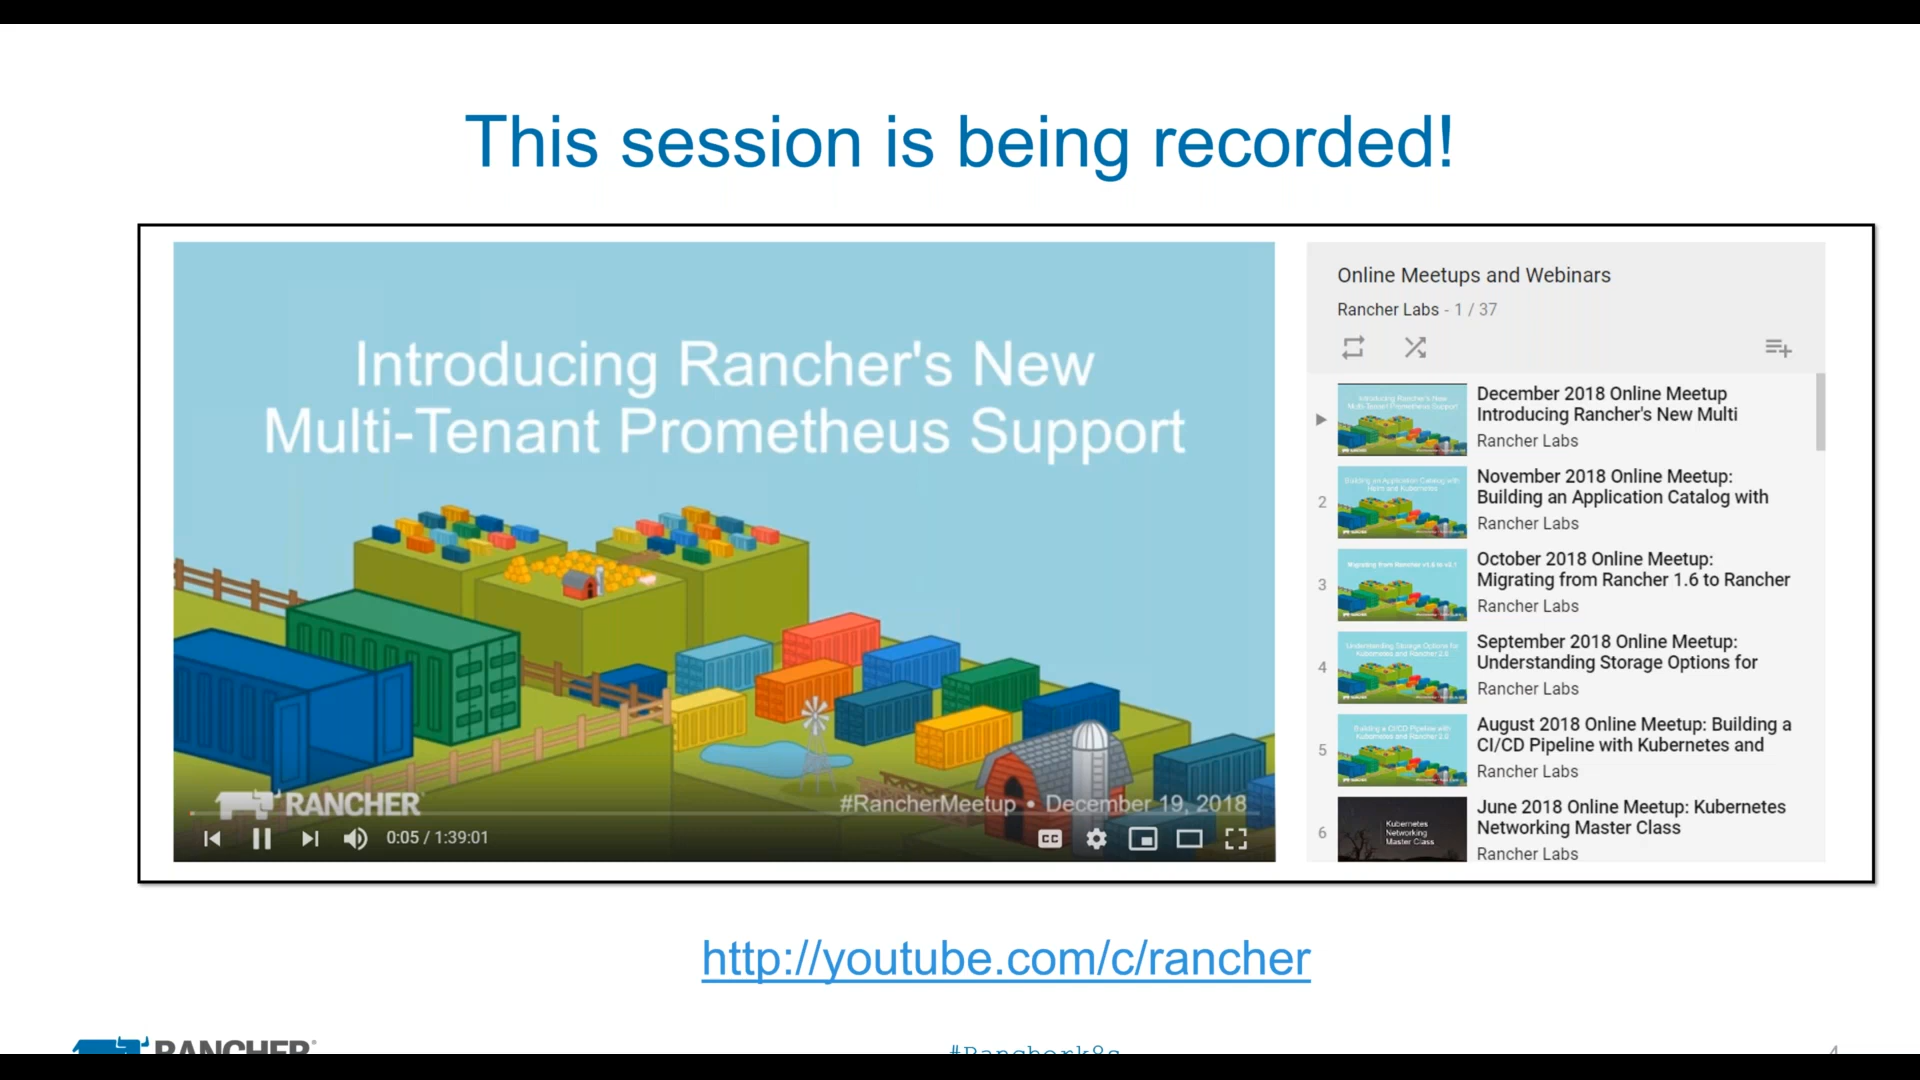 This session is being recorded!
Introducing Rancher's New
Multi-Tenant Prometheus Support
RANCHER
#RancherMeetup • December 19, 2018
0:05 / 1:39:01
CC
Online Meetups and Webinars
Rancher Labs - 1 / 37
December 2018 Online Meetup
Introducing Rancher's New Multi
Rancher Labs
2
November 2018 Online Meetup:
Building an Application Catalog with
Rancher Labs
3
October 2018 Online Meetup:
Migrating from Rancher 1.6 to Rancher
Rancher Labs
4
September 2018 Online Meetup:
Understanding Storage Options for
Rancher Labs
5
August 2018 Online Meetup: Building a
CI/CD Pipeline with Kubernetes and
Rancher Labs
6
Kubernetes
Networking
Master Class
June 2018 Online Meetup: Kubernetes
Networking Master Class
Rancher Labs
http://youtube.com/c/rancher
RANCHER
#Rancherk8s
4